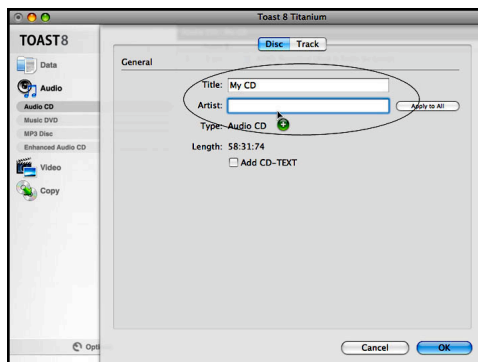 Toast 8 Titanium
TOAST8
Data
Audio
Audio CD
Music DVD
MP3 Disc
Enhanced Audio CD
Video
Copy
Disc Track
General
Title: My CD
Artist:
Apply to All
Type: Audio CD
Length: 58:31:74
Add CD-TEXT
Opti
Cancel OK